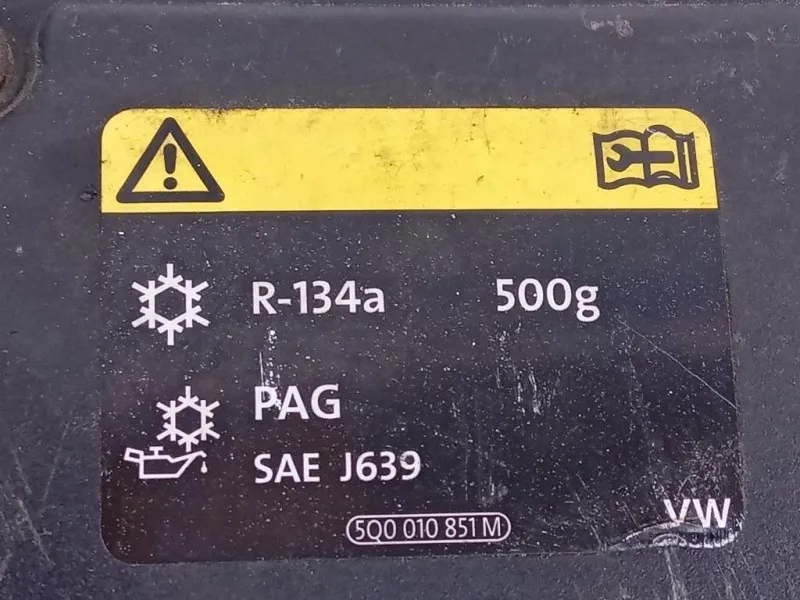 R-134a 500g
PAG
SAE J639
5Q0 010 851 M
VW